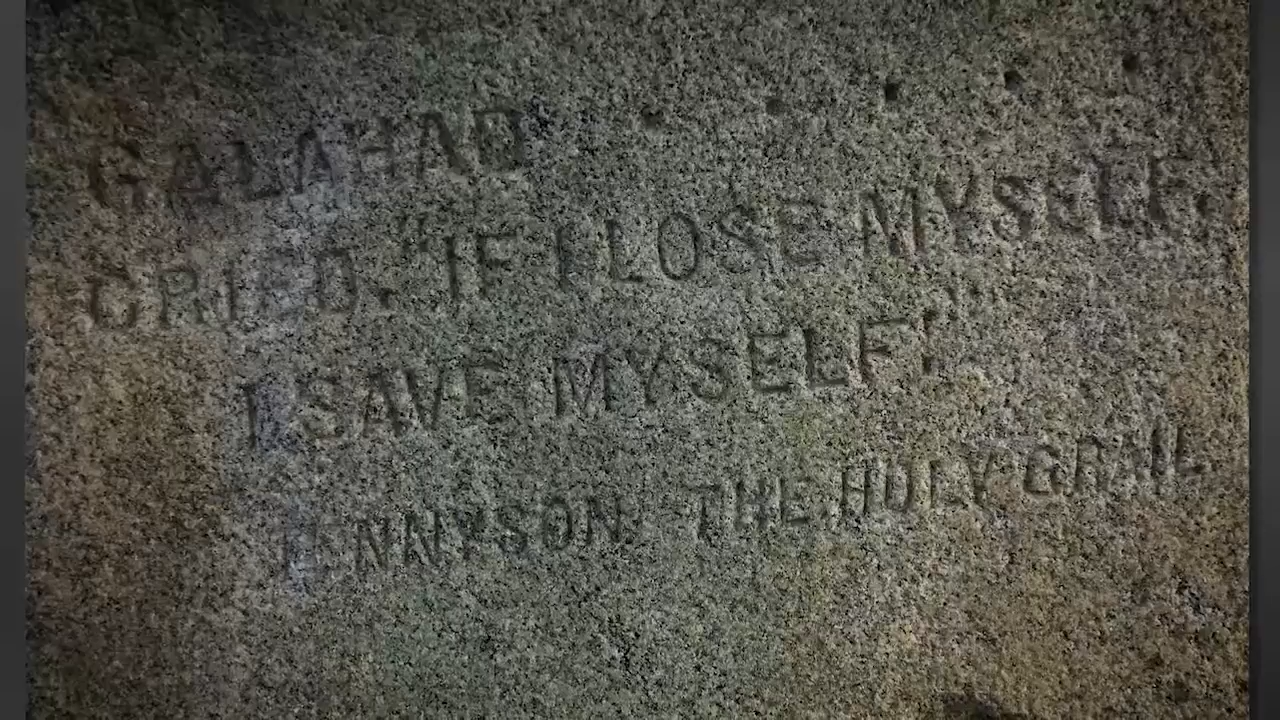 GALAHAD . . . . .
CRIED, "IF I LOSE MYSELF,
I SAVE MYSELF!"
TENNYSON, THE HOLY GRAIL